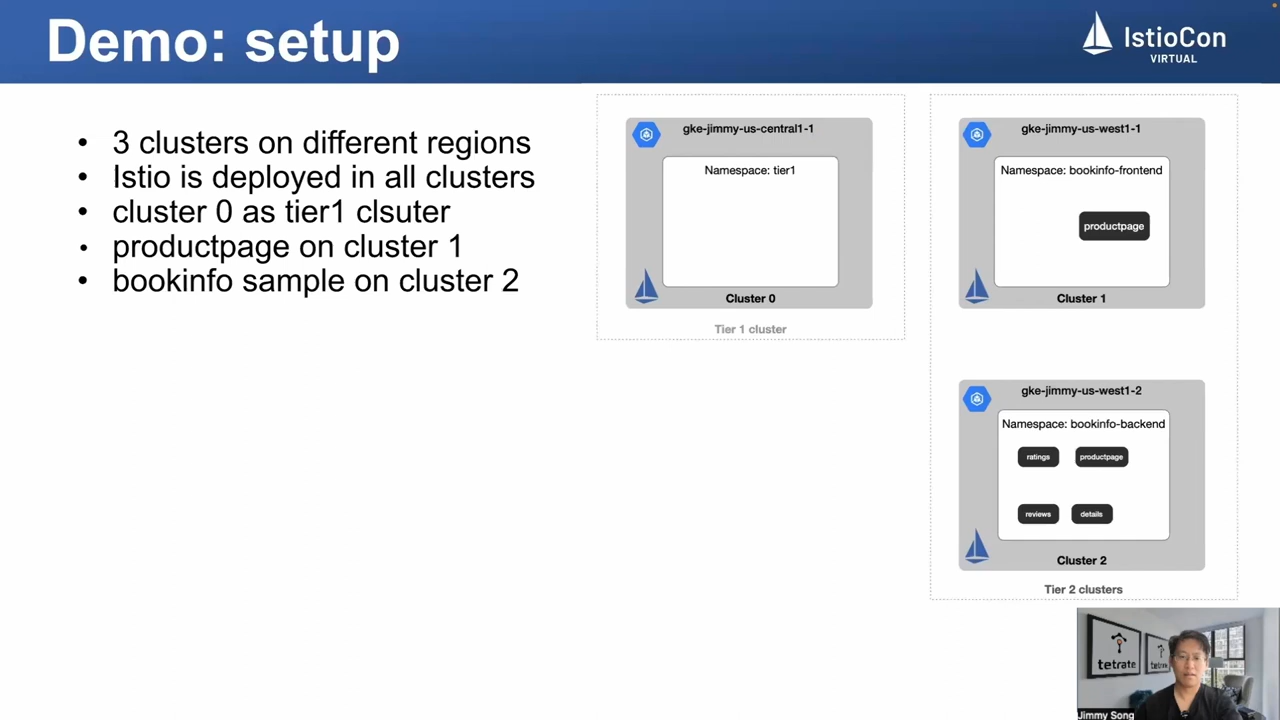 Demo: setup
IstioCon
VIRTUAL
• 3 clusters on different regions
• Istio is deployed in all clusters
• cluster 0 as tier1 clsuter
• productpage on cluster 1
• bookinfo sample on cluster 2
gke-jimmy-us-central1-1
Namespace: tier1
Cluster 0
Tier 1 cluster
gke-jimmy-us-west1-1
Namespace: bookinfo-frontend
productpage
Cluster 1
gke-jimmy-us-west1-2
Namespace: bookinfo-backend
ratings
productpage
reviews
details
Cluster 2
Tier 2 clusters
tetrate
tetra
Jimmy Song